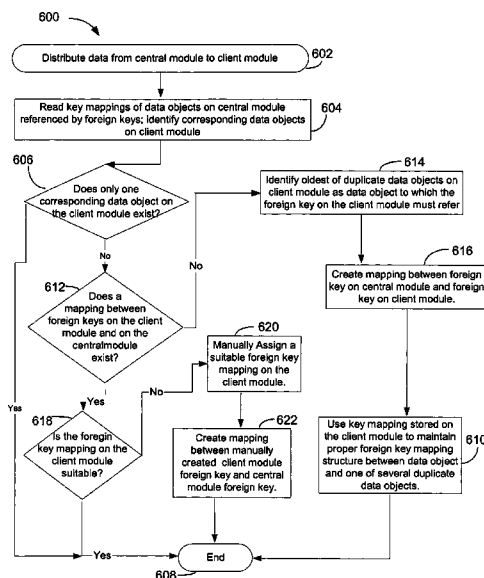 600
Distribute data from central module to client module
602
Read key mappings of data objects on central module
referenced by foreign keys; identify corresponding data objects
on client module
604
606
Does only one
corresponding data object on
the client module exist?
614
Identify oldest of duplicate data objects on
client module as data object to which the
foreign key on the client module must refer
No
No
616
Create mapping between foreign
key on central module and foreign
key on client module.
612
Does a
mapping between
foreign keys on the client
module and on the
centralmodule
exist?
620
Manually Assign a
suitable foreign key
mapping on the
client module.
No
Yes
Yes
618
Is the foregin
key mapping on the
client module
suitable?
622
Create mapping
between manually
created client module
foreign key and central
module foreign key.
Use key mapping stored on
the client module to maintain
proper foreign key mapping
structure between data object
and one of several duplicate
data objects.
610
Yes
End
608